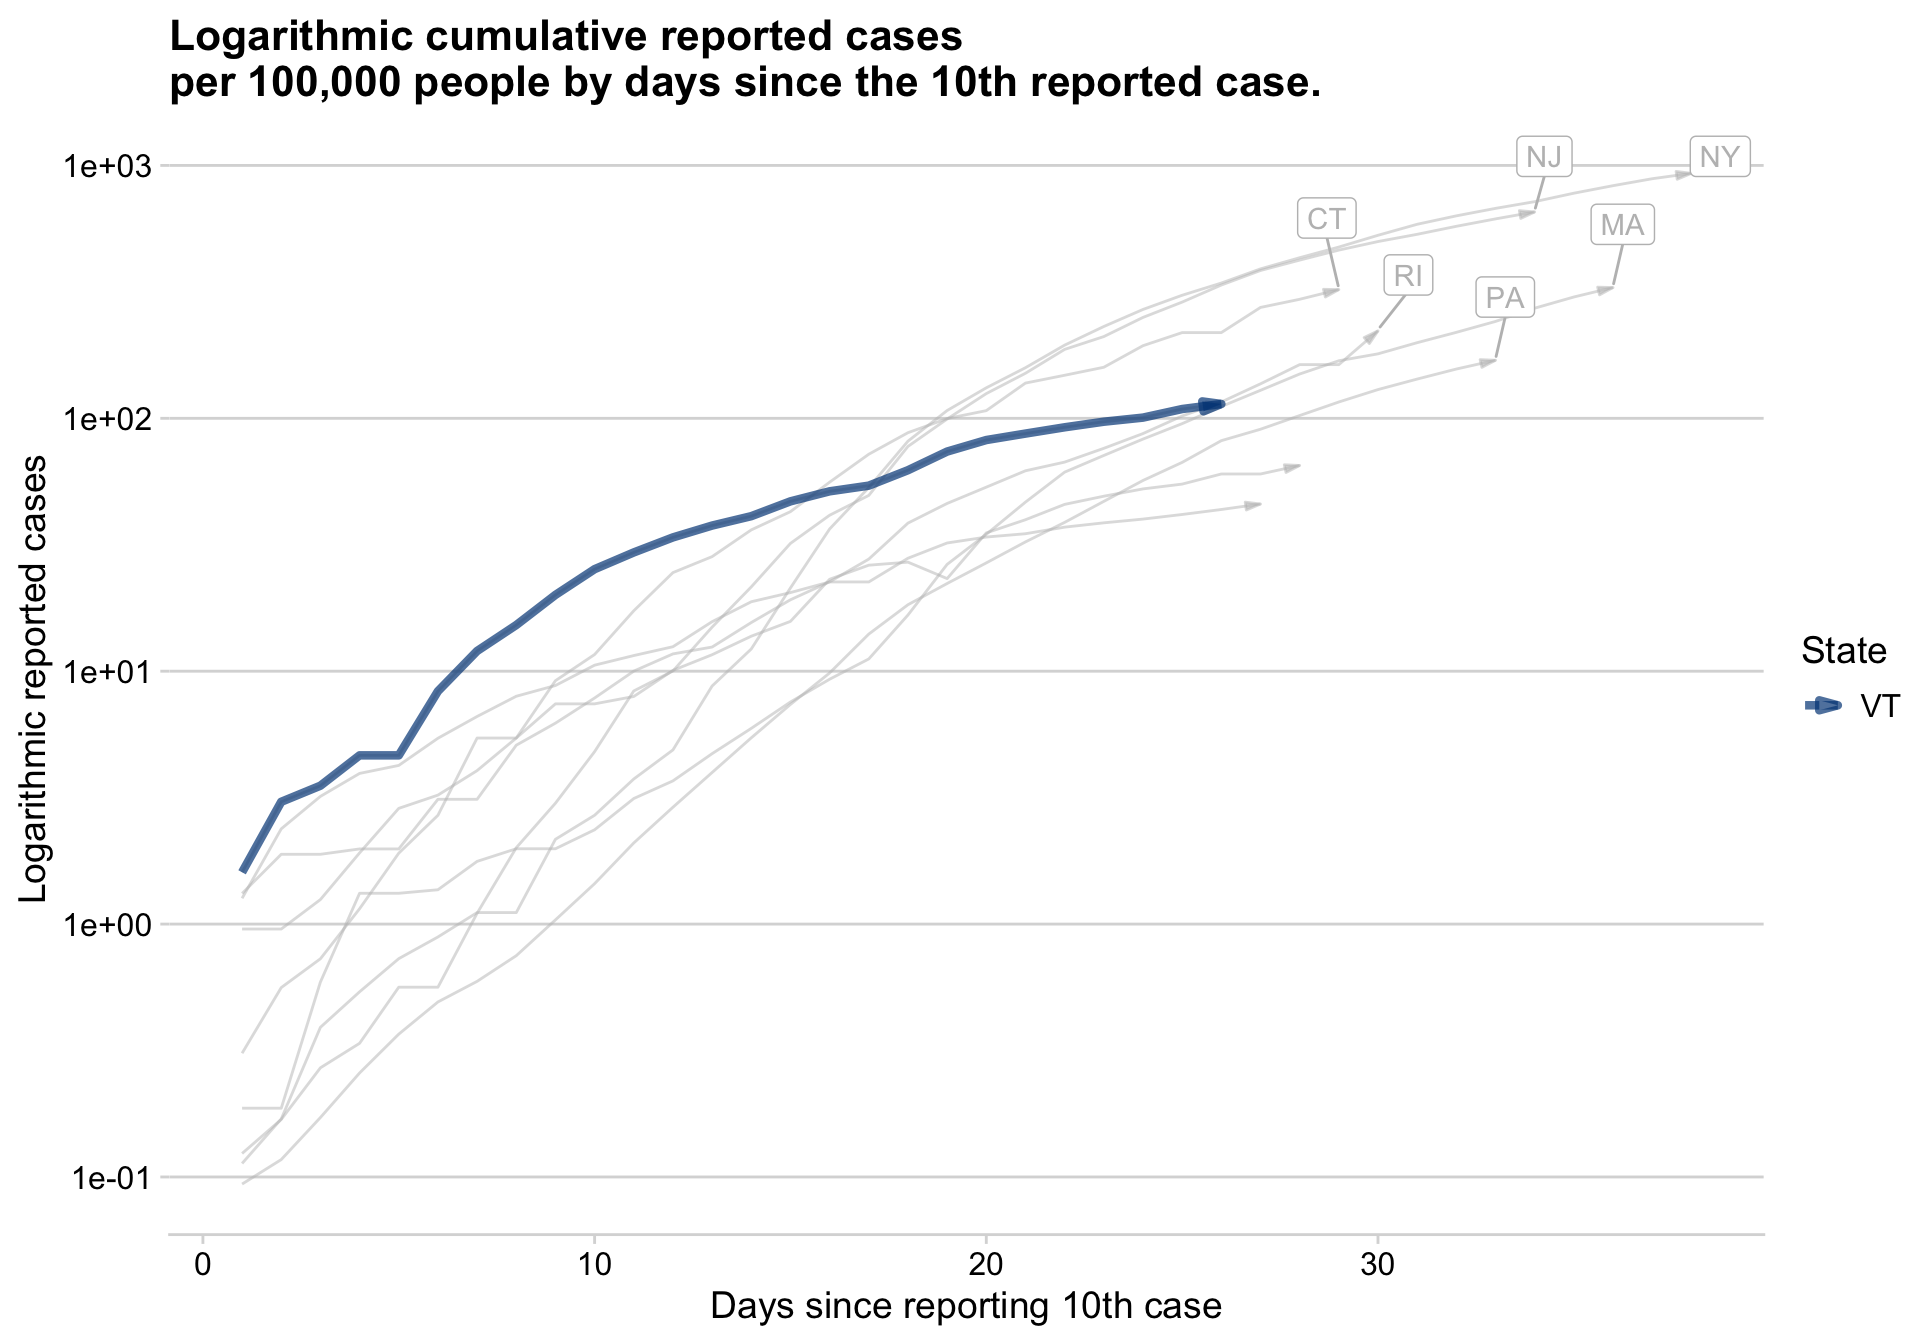 Logarithmic cumulative reported cases
per 100,000 people by days since the 10th reported case.
1e+03
1e+02
1e+01
1e+00
1e-01
Logarithmic reported cases
NJ
NY
CT
MA
RI
PA
State
VT
0
10
20
30
Days since reporting 10th case